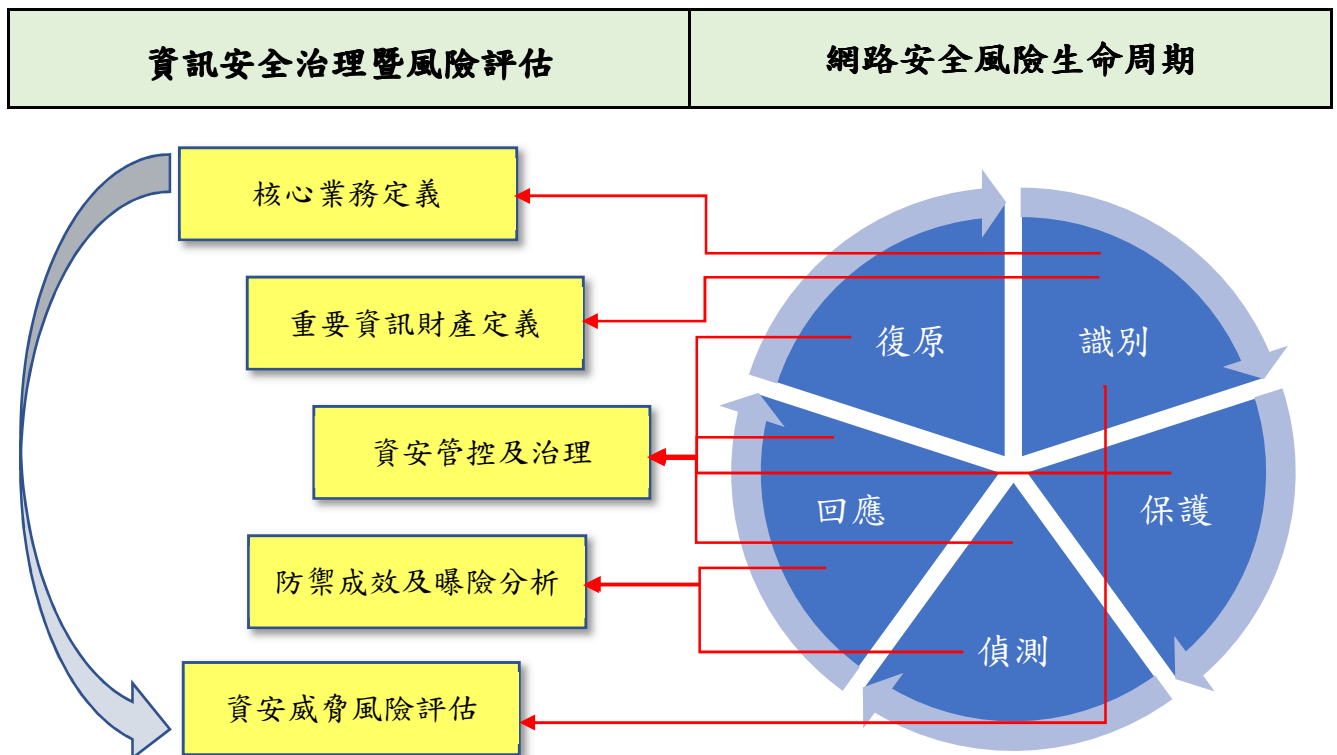 資訊安全治理暨風險評估
網路安全風險生命周期
核心業務定義
重要資訊財產定義
資安管控及治理
防禦成效及曝險分析
資安威脅風險評估
復原
識別
回應
保護
偵測